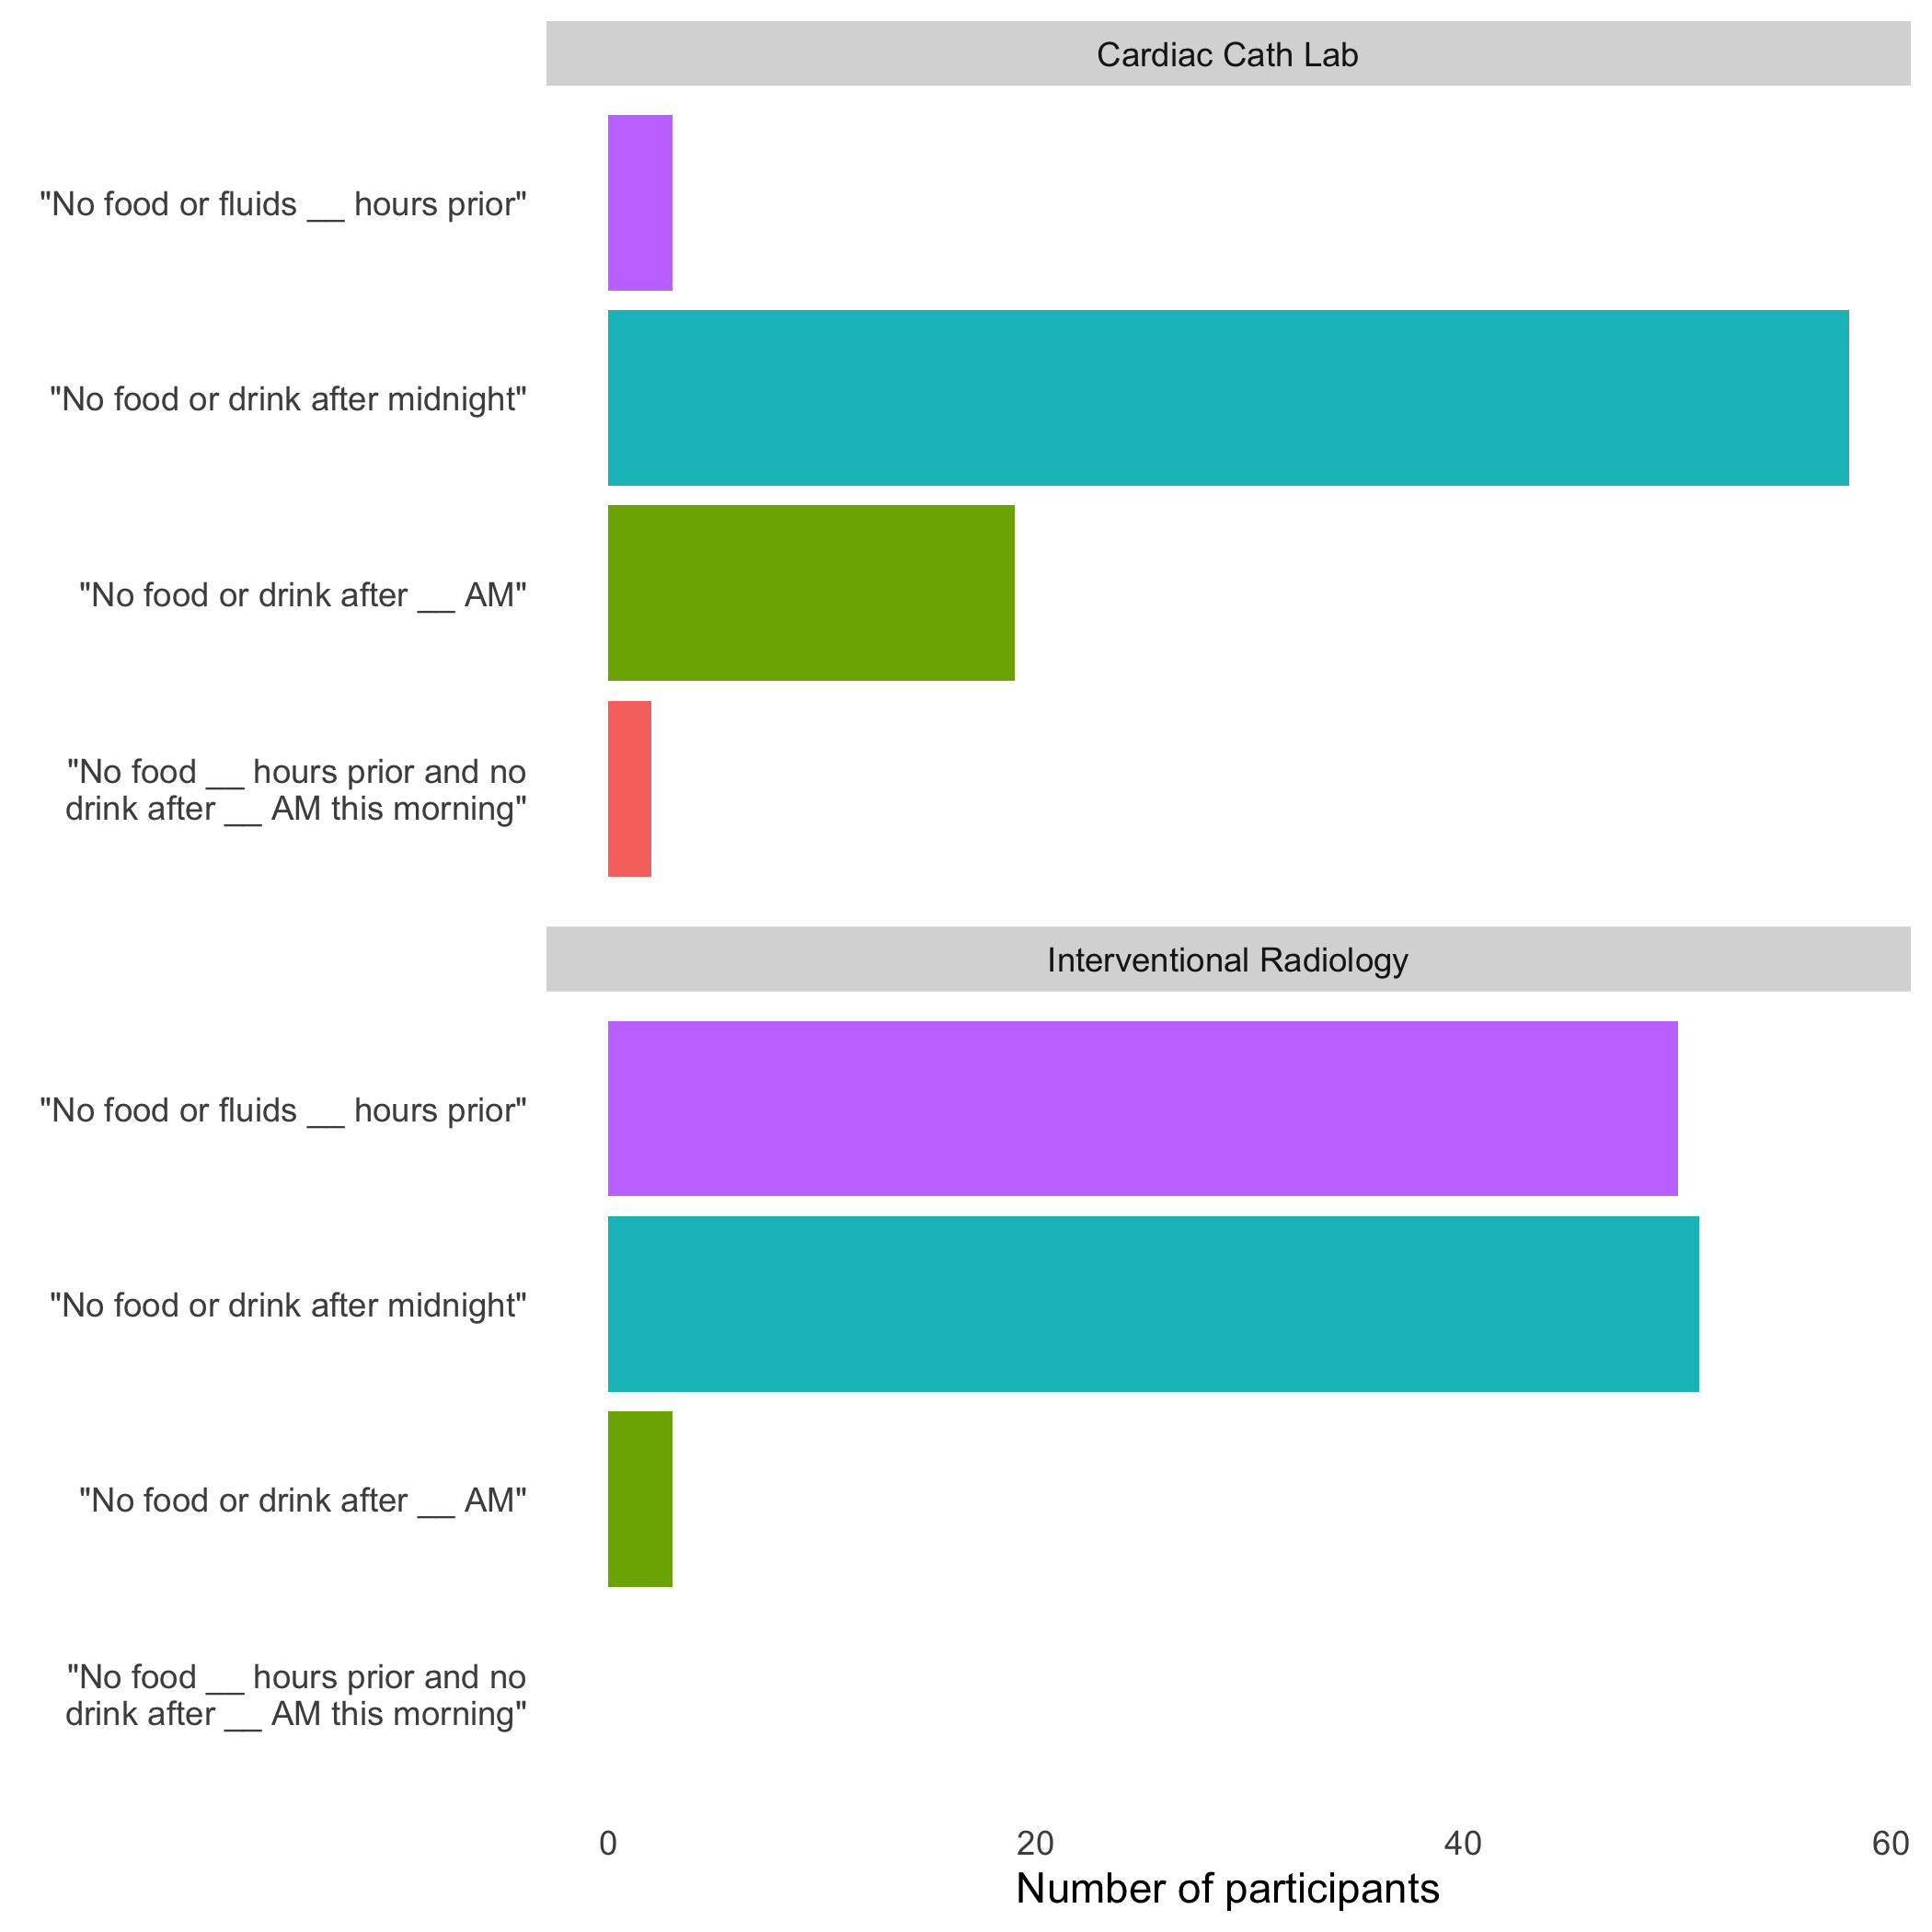 Cardiac Cath Lab
"No food or fluids __ hours prior"
"No food or drink after midnight"
"No food or drink after __ AM"
"No food __ hours prior and no
drink after __ AM this morning"
Interventional Radiology
"No food or fluids __ hours prior"
"No food or drink after midnight"
"No food or drink after __ AM"
"No food __ hours prior and no
drink after __ AM this morning"
0 20 40 60
Number of participants